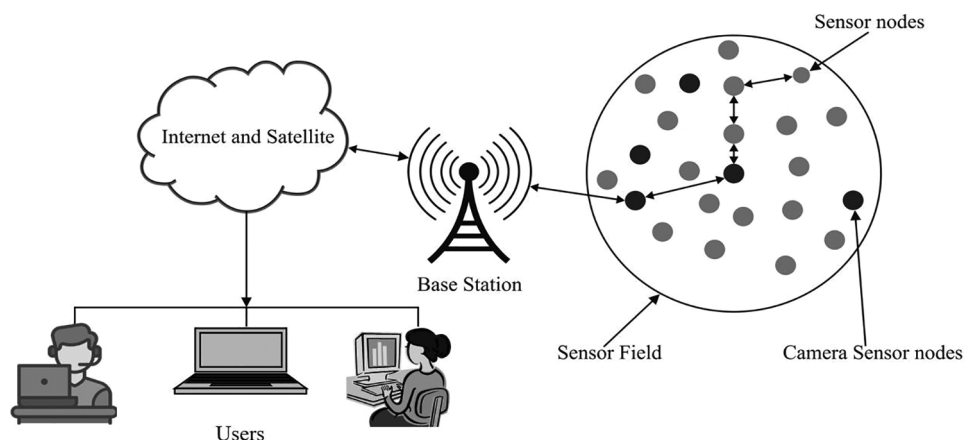 Sensor nodes
Internet and Satellite
Base Station
Sensor Field
Camera Sensor nodes
Users